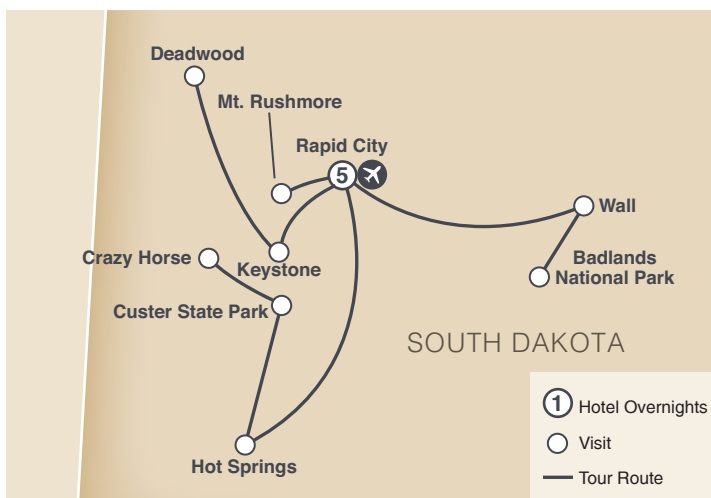 Deadwood
Mt. Rushmore
Rapid City
5
Wall
Crazy Horse
Keystone
Badlands
National Park
Custer State Park
SOUTH DAKOTA
Hot Springs
1 Hotel Overnights
Visit
Tour Route